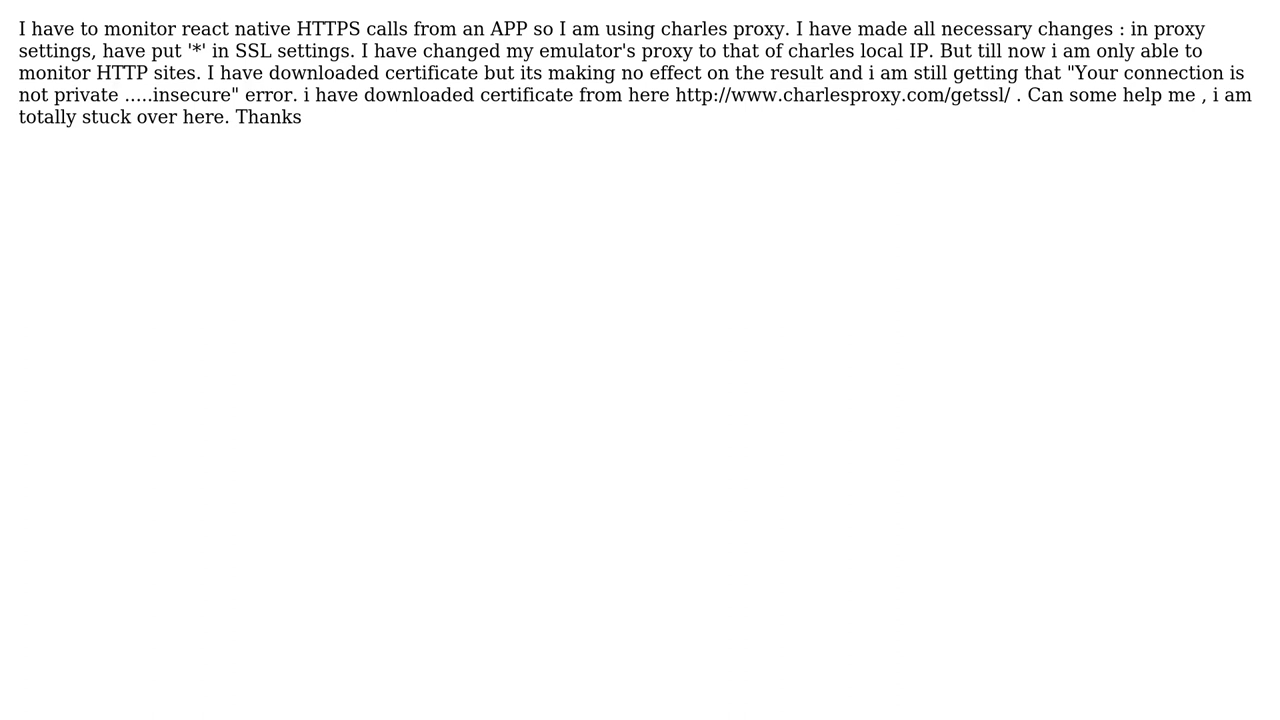 I have to monitor react native HTTPS calls from an APP so I am using charles proxy. I have made all necessary changes : in proxy
settings, have put '*' in SSL settings. I have changed my emulator's proxy to that of charles local IP. But till now i am only able to
monitor HTTP sites. I have downloaded certificate but its making no effect on the result and i am still getting that "Your connection is
not private .....insecure" error. i have downloaded certificate from here http://www.charlesproxy.com/getssl/ . Can some help me , i am
totally stuck over here. Thanks